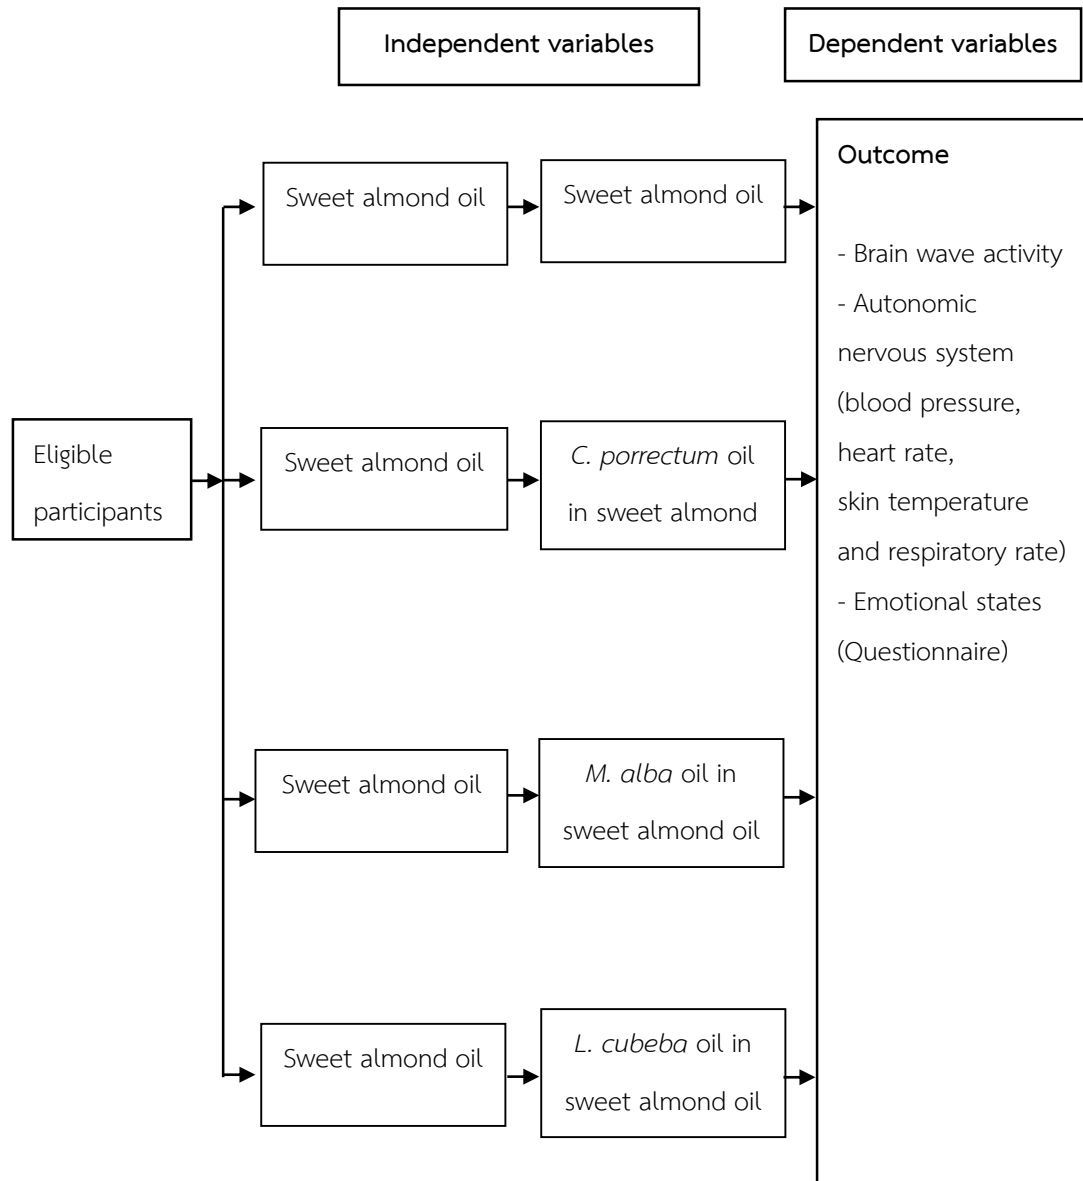 Independent variables
Dependent variables
Eligible
participants
Sweet almond oil
Sweet almond oil
Sweet almond oil
C. porrectum oil
in sweet almond
Sweet almond oil
M. alba oil in
sweet almond oil
Sweet almond oil
L. cubeba oil in
sweet almond oil
Outcome
- Brain wave activity
- Autonomic
nervous system
(blood pressure,
heart rate,
skin temperature
and respiratory rate)
- Emotional states
(Questionnaire)